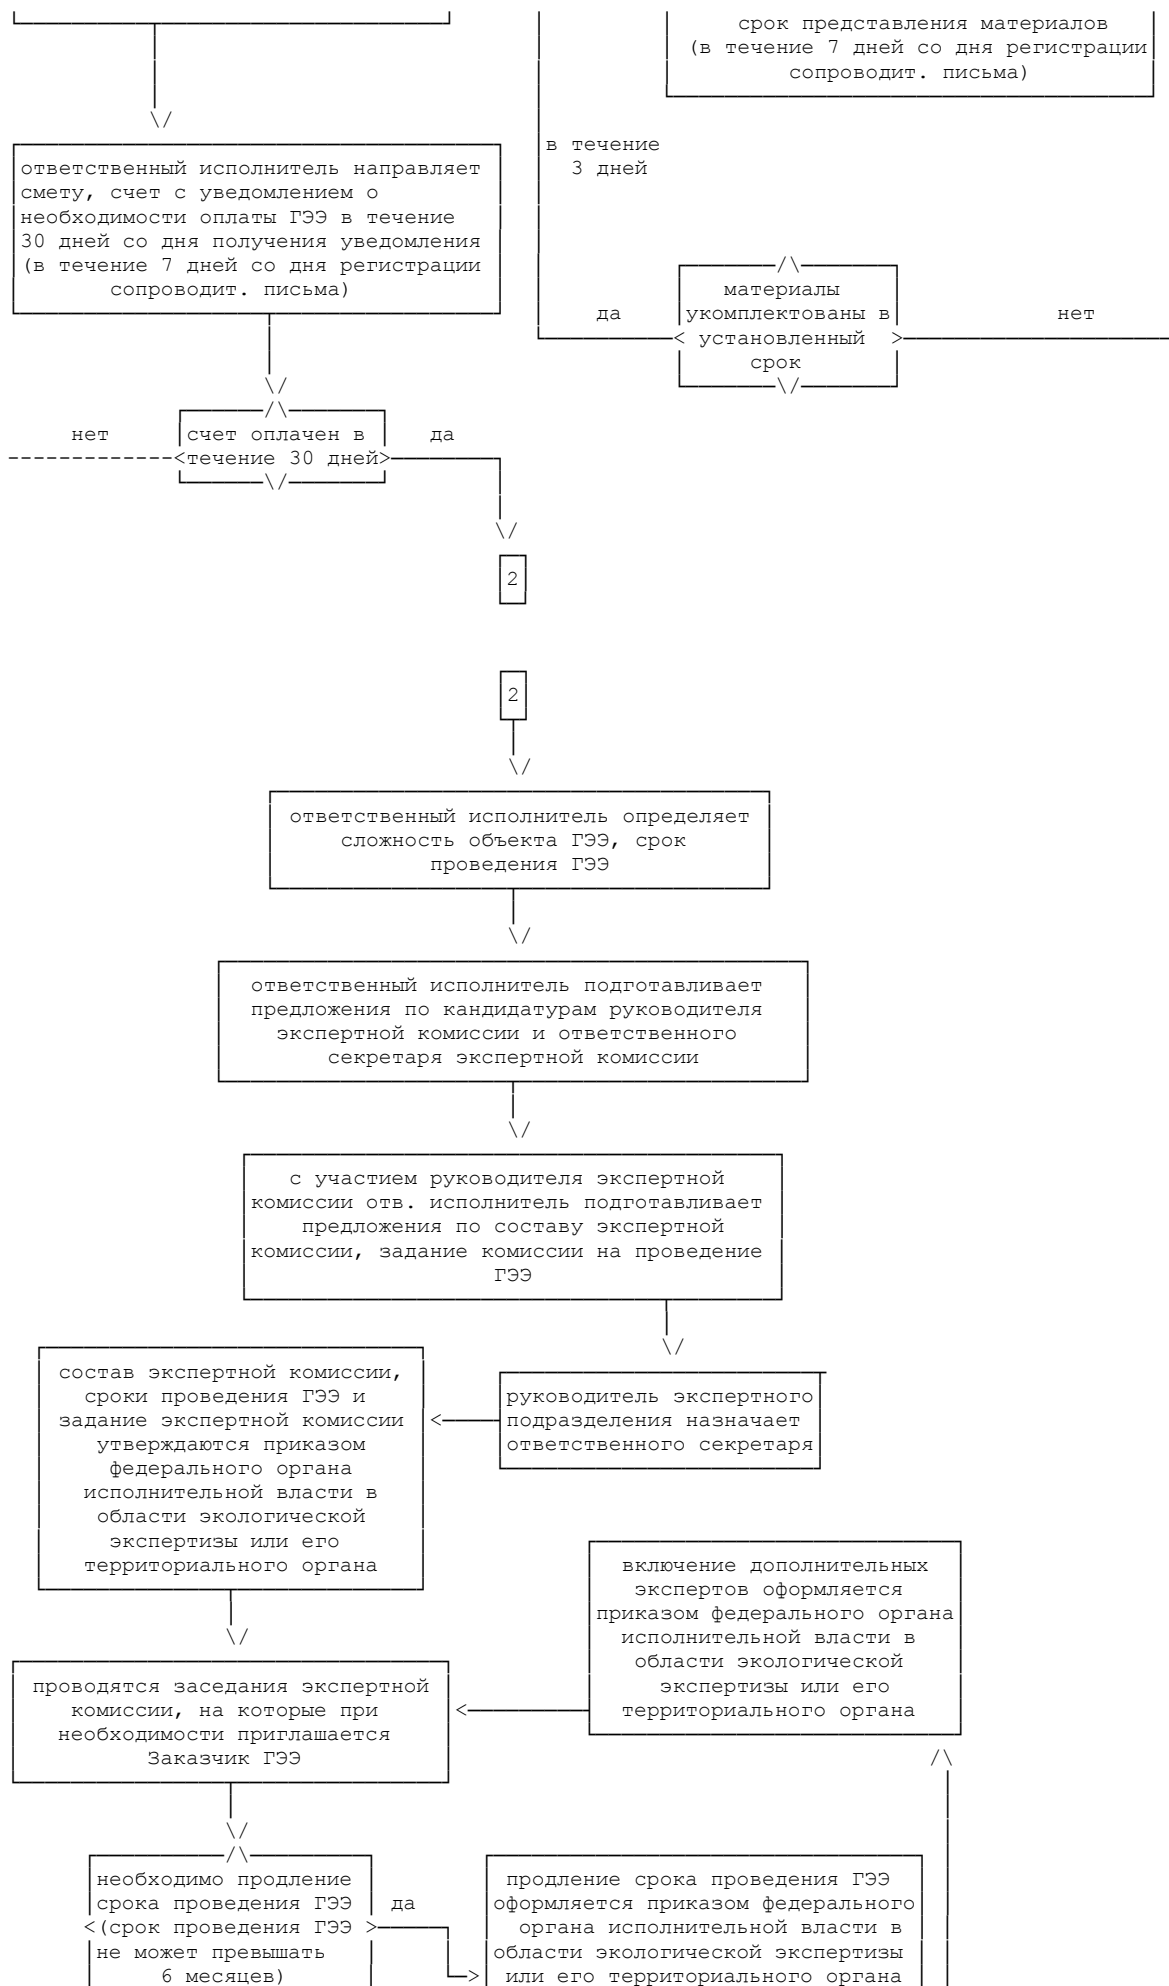 срок представления материалов
(в течение 7 дней со дня регистрации
сопроводит. письма)
в течение
3 дней
ответственный исполнитель направляет
смету, счет с уведомлением о
необходимости оплаты ГЭЭ в течение
30 дней со дня получения уведомления
(в течение 7 дней со дня регистрации
сопроводит. письма)
материалы
укомплектованы в
установленный
срок
да
нет
счет оплачен в
течение 30 дней
нет
да
2
2
ответственный исполнитель определяет
сложность объекта ГЭЭ, срок
проведения ГЭЭ
ответственный исполнитель подготавливает
предложения по кандидатурам руководителя
экспертной комиссии и ответственного
секретаря экспертной комиссии
с участием руководителя экспертной
комиссии отв. исполнитель подготавливает
предложения по составу экспертной
комиссии, задание комиссии на проведение
ГЭЭ
руководитель экспертного
подразделения назначает
ответственного секретаря
состав экспертной комиссии,
сроки проведения ГЭЭ и
задание экспертной комиссии
утверждаются приказом
федерального органа
исполнительной власти в
области экологической
экспертизы или его
территориального органа
включение дополнительных
экспертов оформляется
приказом федерального органа
исполнительной власти в
области экологической
экспертизы или его
территориального органа
проводятся заседания экспертной
комиссии, на которые при
необходимости приглашается
Заказчик ГЭЭ
необходимо продление
срока проведения ГЭЭ
(срок проведения ГЭЭ
не может превышать
6 месяцев)
да
продление срока проведения ГЭЭ
оформляется приказом федерального
органа исполнительной власти в
области экологической экспертизы
или его территориального органа